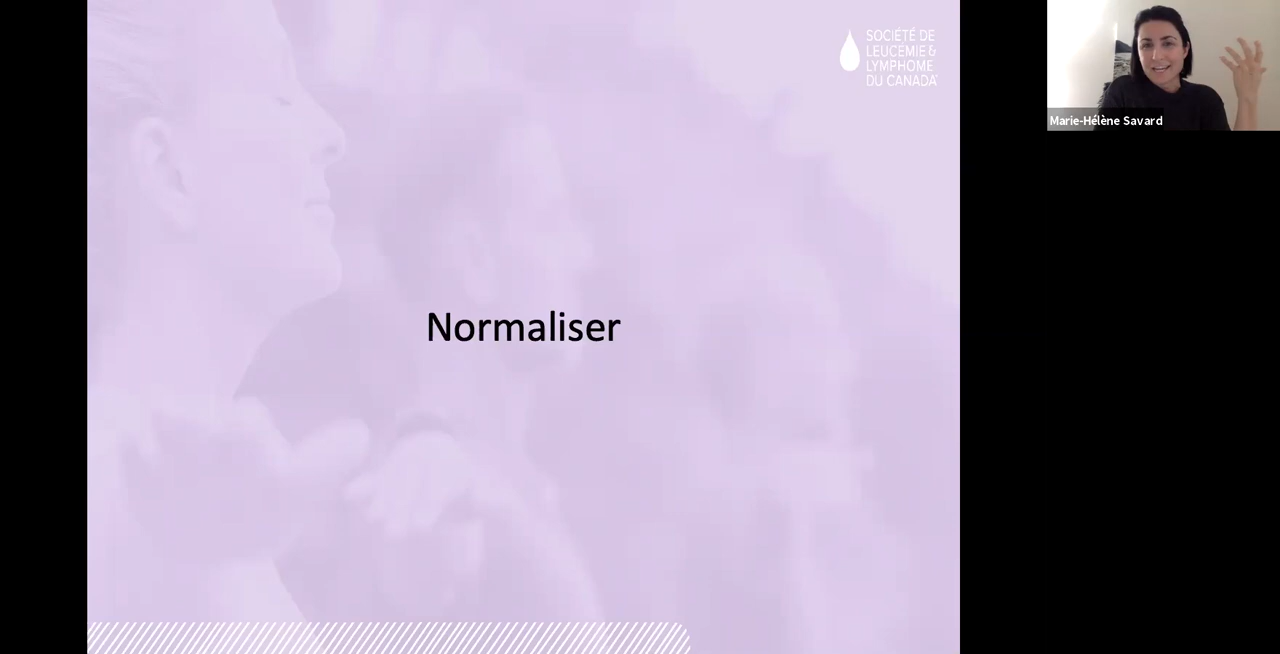 SOCIÉTÉ DE
LEUCÉMIE &
LYMPHOME
DU CANADA
Marie-Hélène Savard
Normaliser